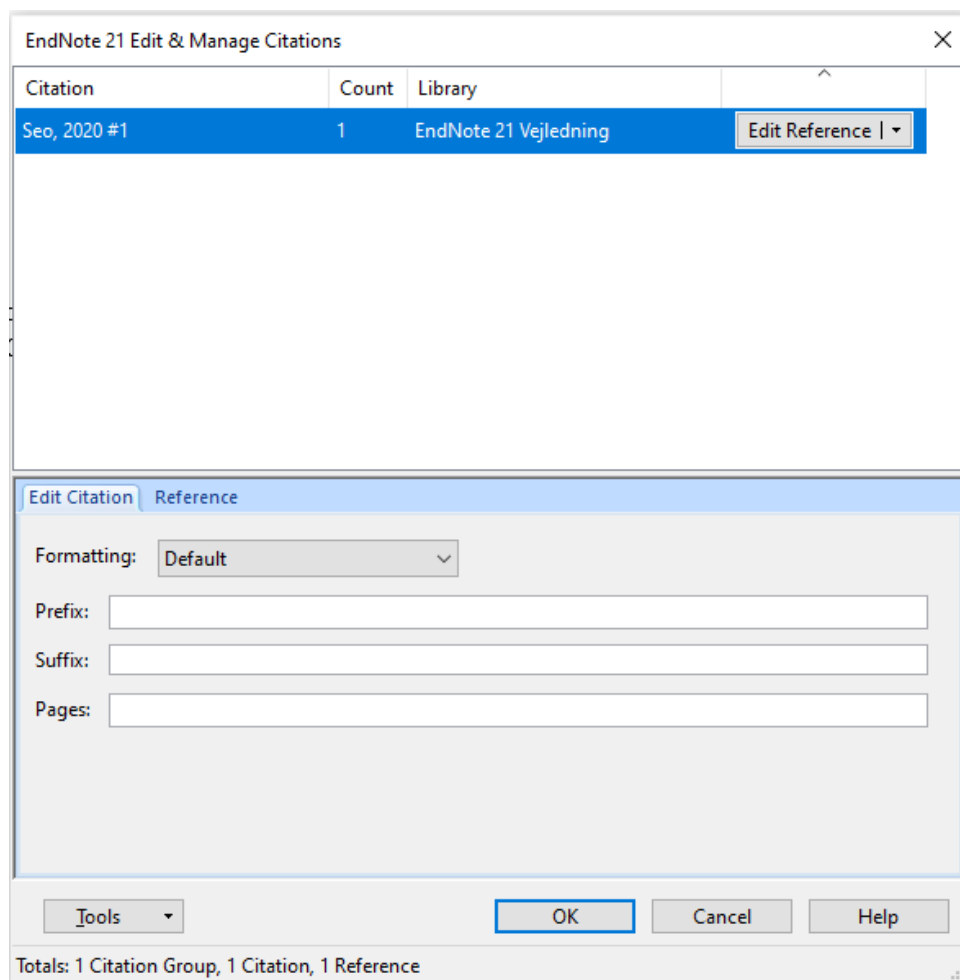 EndNote 21 Edit & Manage Citations
Citation Count Library
Seo, 2020 #1 1 EndNote 21 Vejledning Edit Reference
Edit Citation Reference
Formatting: Default
Prefix:
Suffix:
Pages:
Tools OK Cancel Help
Totals: 1 Citation Group, 1 Citation, 1 Reference